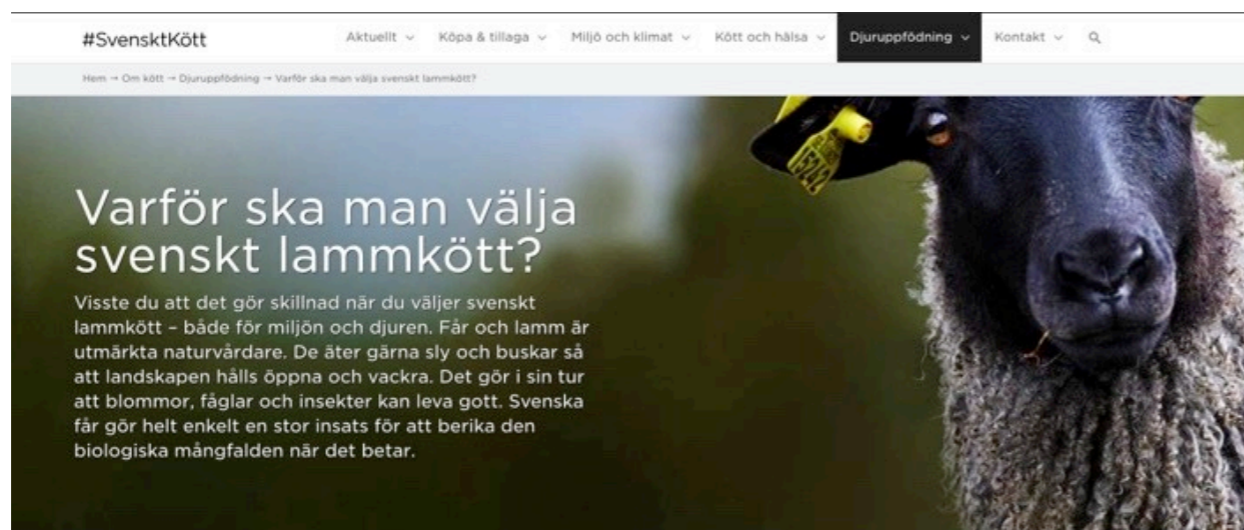 #SvensktKött
Aktuellt Köpa & tillaga Miljö och klimat Kött och hälsa Djuruppfödning Kontakt
Hem → Om kött → Djuruppfödning → Varför ska man välja svenskt lammkött?
Varför ska man välja
svenskt lammkött?
Visste du att det gör skillnad när du väljer svenskt
lammkött – både för miljön och djuren. Får och lamm är
utmärkta naturvårdare. De äter gärna sly och buskar så
att landskapen hålls öppna och vackra. Det gör i sin tur
att blommor, fåglar och insekter kan leva gott. Svenska
får gör helt enkelt en stor insats för att berika den
biologiska mångfalden när det betar.